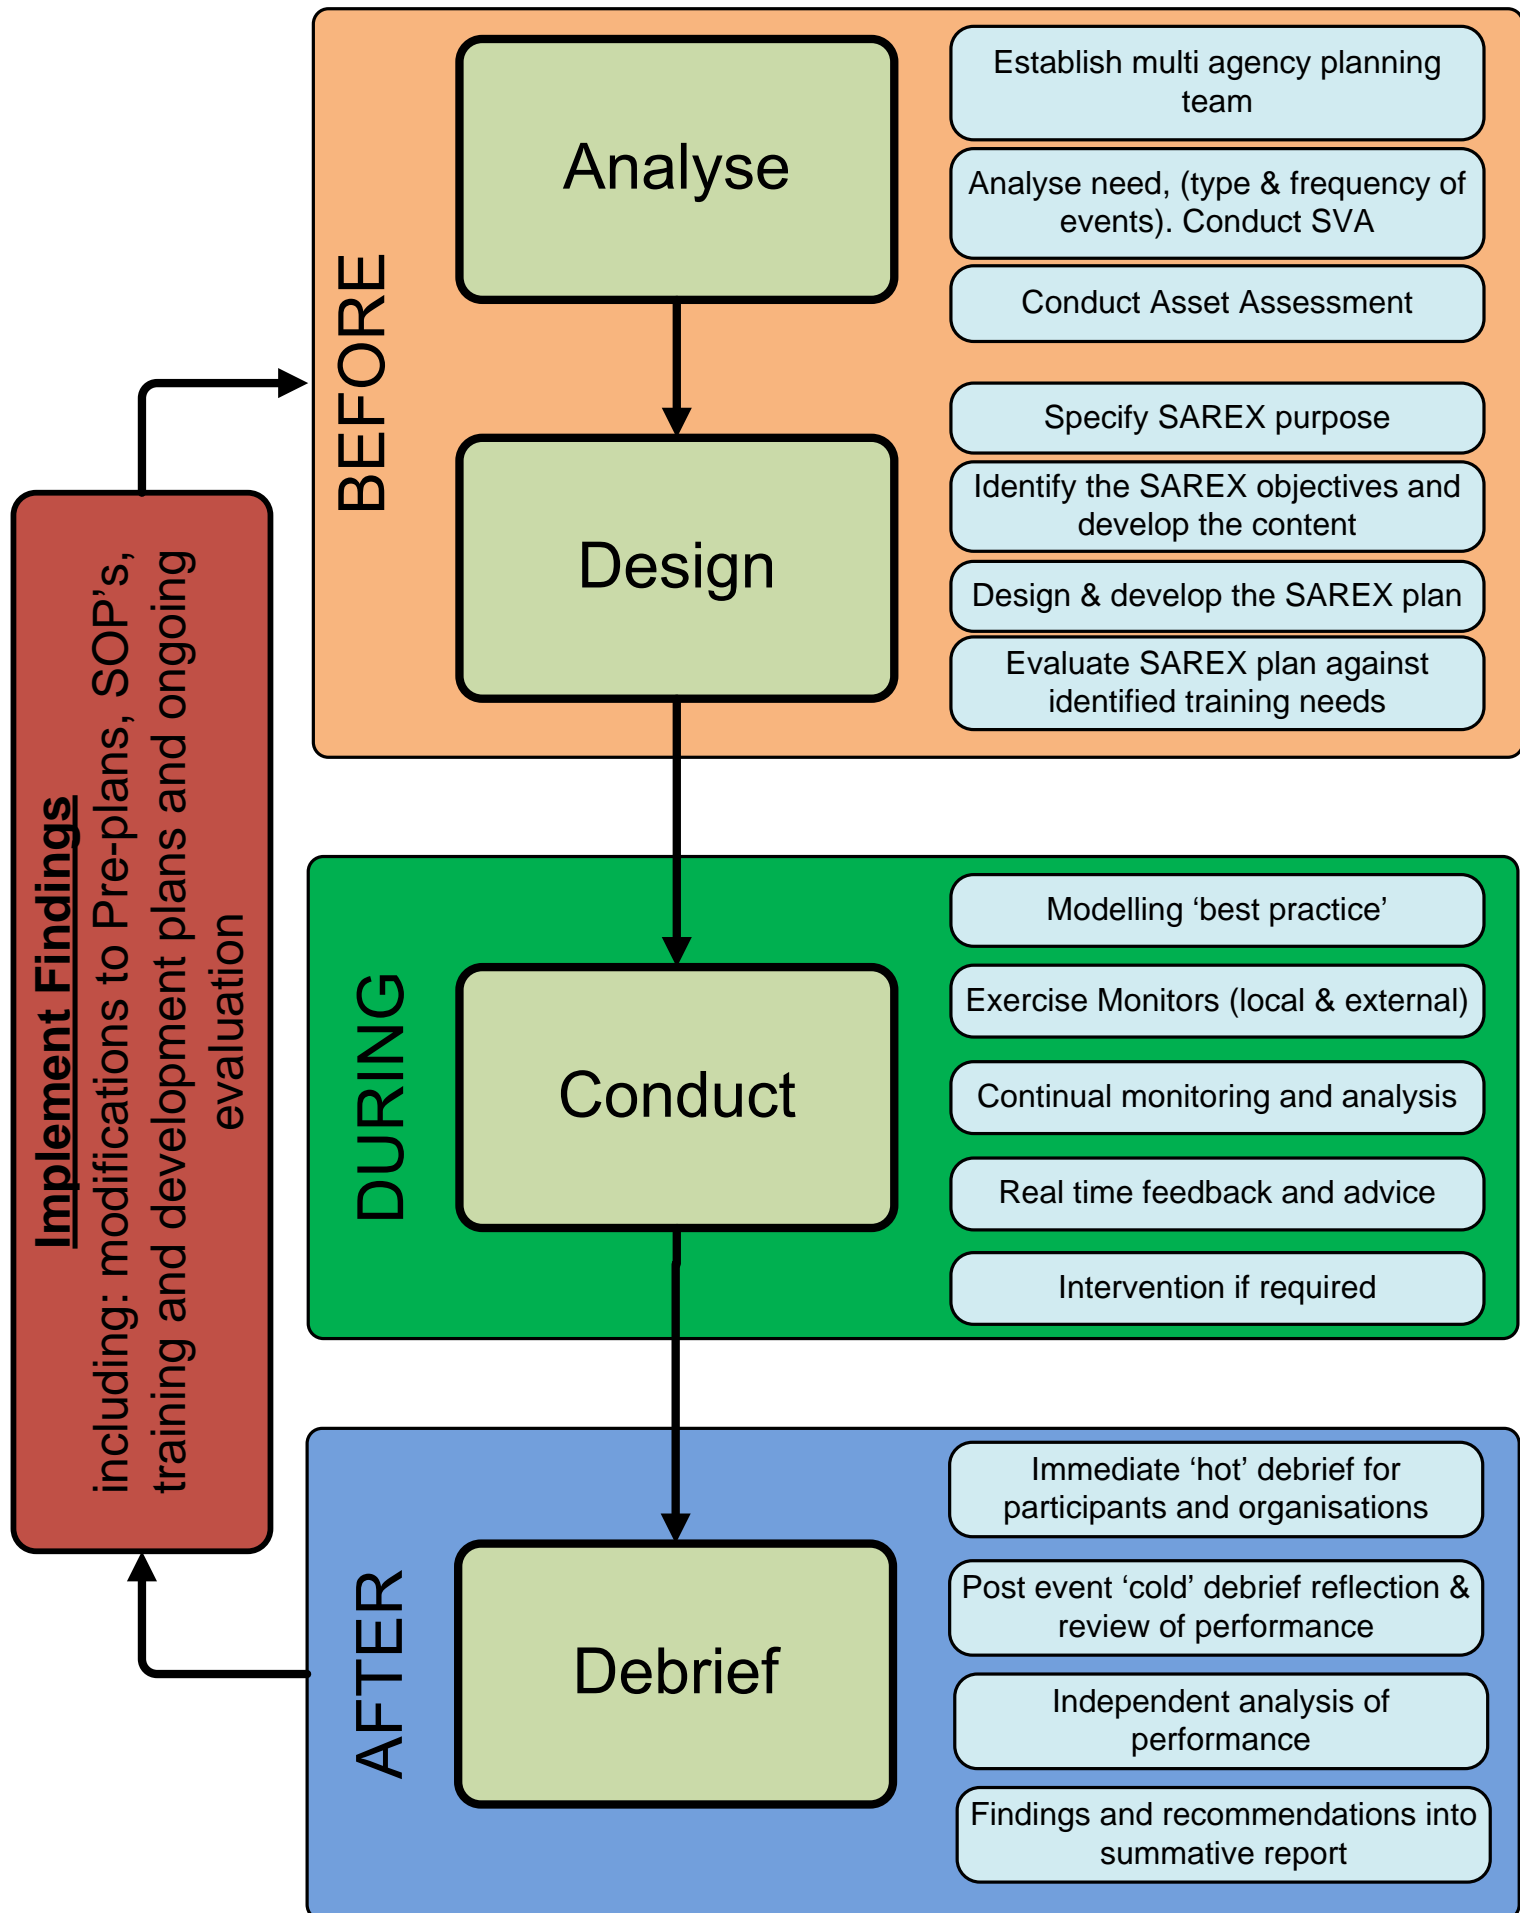 BEFORE
Analyse
Establish multi agency planning
team
Analyse need, (type & frequency of
events). Conduct SVA
Conduct Asset Assessment
Design
Specify SAREX purpose
Identify the SAREX objectives and
develop the content
Design & develop the SAREX plan
Evaluate SAREX plan against
identified training needs
DURING
Conduct
Modelling ‘best practice’
Exercise Monitors (local & external)
Continual monitoring and analysis
Real time feedback and advice
Intervention if required
AFTER
Debrief
Immediate ‘hot’ debrief for
participants and organisations
Post event ‘cold’ debrief reflection &
review of performance
Independent analysis of
performance
Findings and recommendations into
summative report
Implement Findings
including: modifications to Pre-plans, SOP’s,
training and development plans and ongoing
evaluation